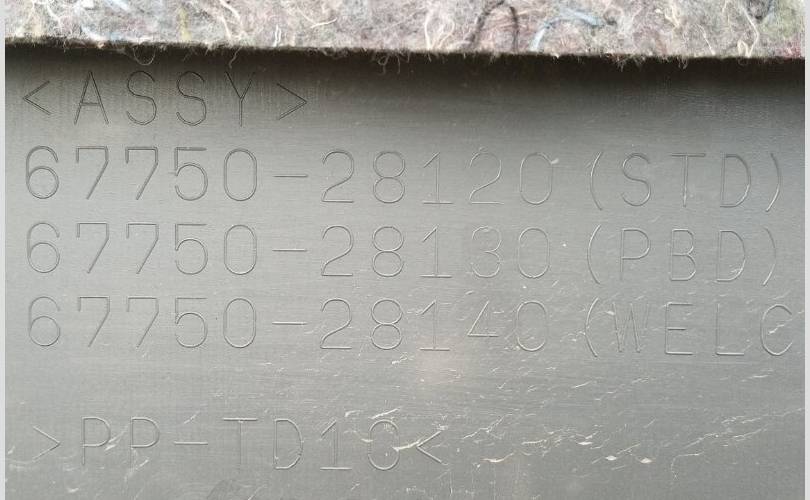 <ASSY>
67750-28120 (STD)
67750-28130 (PBD)
67750-28140 (WELC
>PP-TD10<